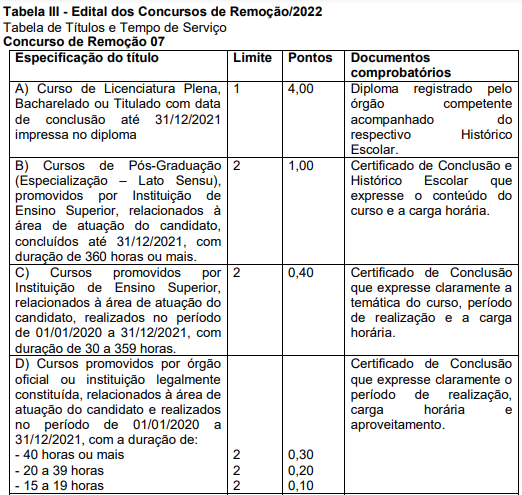 Tabela III - Edital dos Concursos de Remoção/2022
Tabela de Títulos e Tempo de Serviço
Concurso de Remoção 07
Especificação do título
Limite
Pontos
Documentos
comprobatórios
A) Curso de Licenciatura Plena,
Bacharelado ou Titulado com data
de conclusão até 31/12/2021
impressa no diploma
1
4,00
Diploma registrado pelo
órgão competente
acompanhado do
respectivo Histórico
Escolar.
B) Cursos de Pós-Graduação
(Especialização – Lato Sensu),
promovidos por Instituição de
Ensino Superior, relacionados à
área de atuação do candidato,
concluídos até 31/12/2021, com
duração de 360 horas ou mais.
2
1,00
Certificado de Conclusão e
Histórico Escolar que
expresse o conteúdo do
curso e a carga horária.
C) Cursos promovidos por
Instituição de Ensino Superior,
relacionados à área de atuação do
candidato, realizados no período
de 01/01/2020 a 31/12/2021, com
duração de 30 a 359 horas.
2
0,40
Certificado de Conclusão
que expresse claramente a
temática do curso, período
de realização e a carga
horária.
D) Cursos promovidos por órgão
oficial ou instituição legalmente
constituída, relacionados à área de
atuação do candidato e realizados
no período de 01/01/2020 a
31/12/2021, com a duração de:
- 40 horas ou mais
- 20 a 39 horas
- 15 a 19 horas
2
2
2
0,30
0,20
0,10
Certificado de Conclusão
que expresse claramente o
período de realização,
carga horária e
aproveitamento.